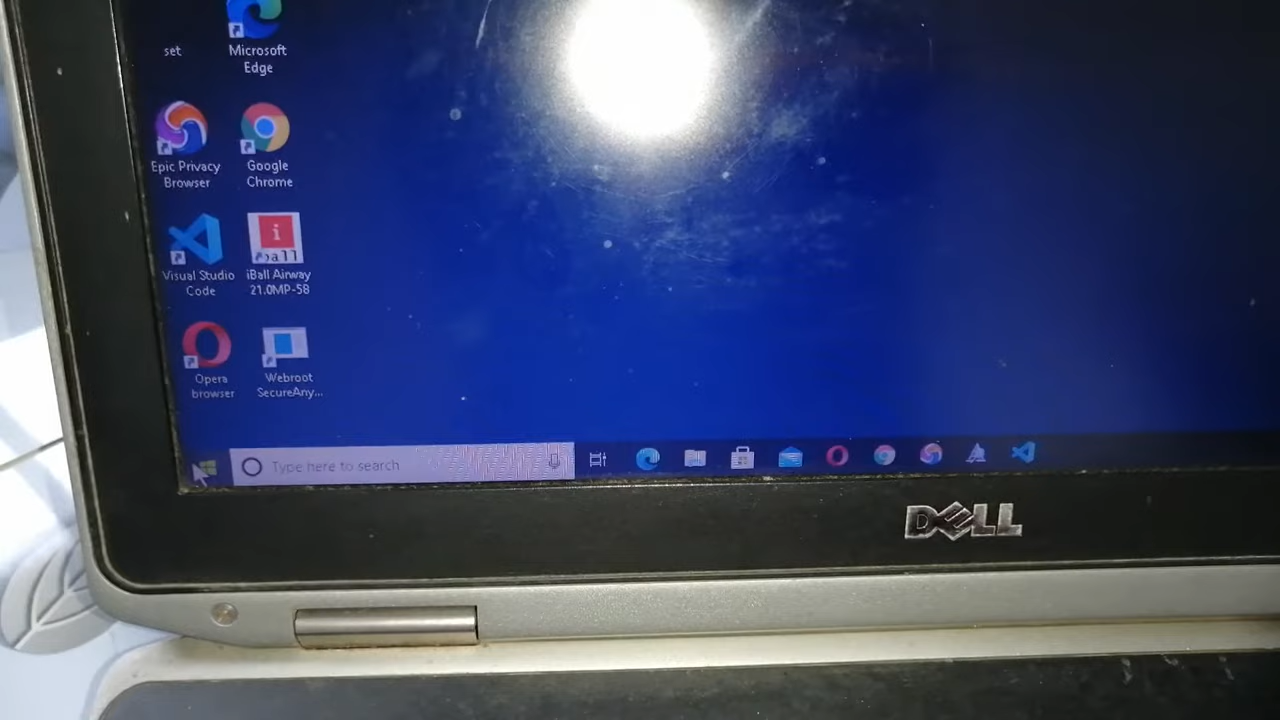 set
Microsoft
Edge
Epic Privacy
Browser
Google
Chrome
Visual Studio
Code
i
ball
iBall Airway
21.0MP-58
Opera
browser
Webroot
SecureAny...
Type here to search
DELL